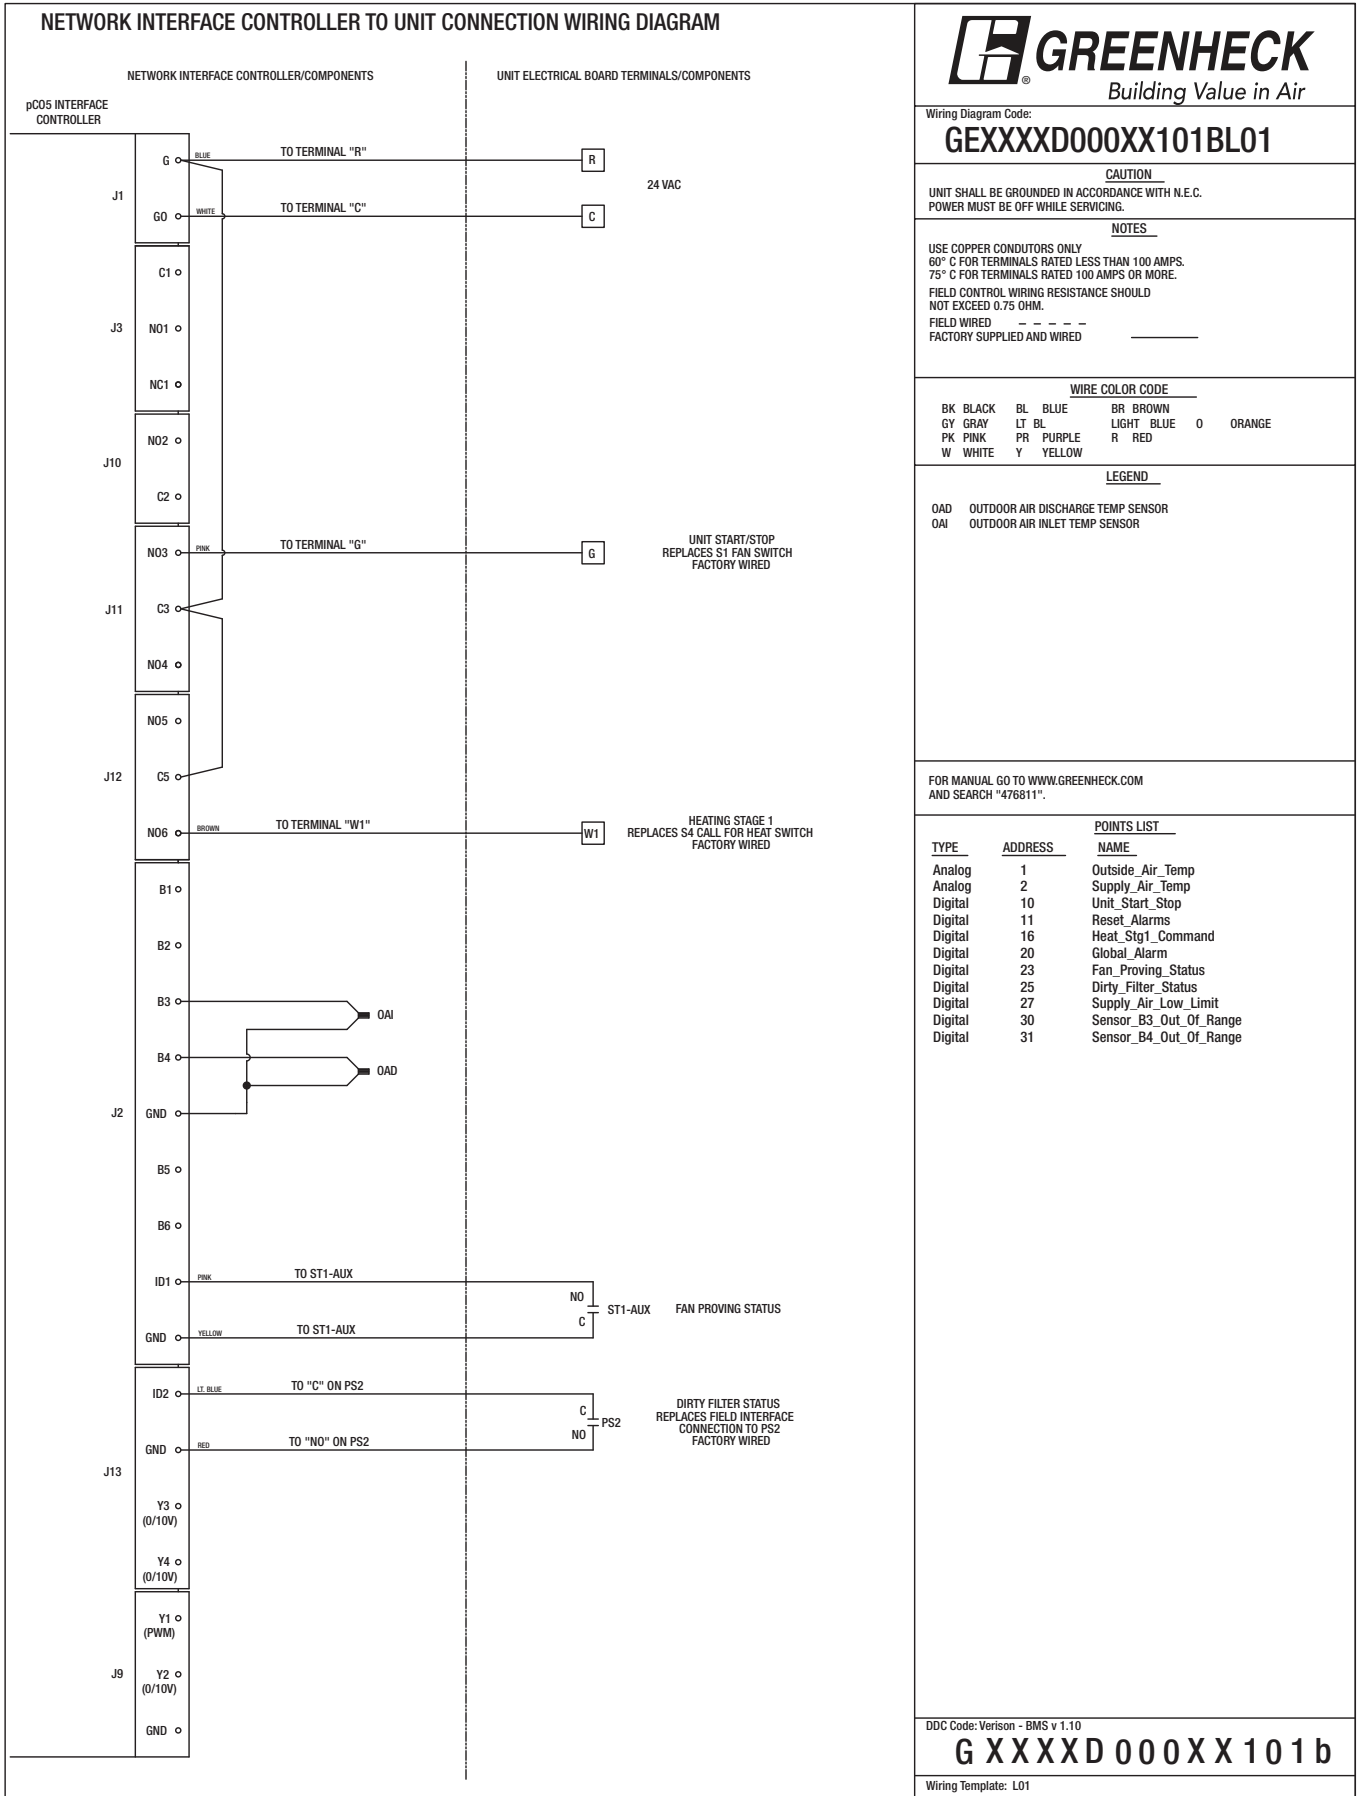 NETWORK INTERFACE CONTROLLER TO UNIT CONNECTION WIRING DIAGRAM
NETWORK INTERFACE CONTROLLER/COMPONENTS
UNIT ELECTRICAL BOARD TERMINALS/COMPONENTS
pCO5 INTERFACE
CONTROLLER
J1
G
BLUE
TO TERMINAL "R"
R
24 VAC
GO
WHITE
TO TERMINAL "C"
C
J3
C1
NO1
NC1
J10
NO2
C2
J11
NO3
PINK
TO TERMINAL "G"
G
UNIT START/STOP
REPLACES S1 FAN SWITCH
FACTORY WIRED
C3
NO4
J12
NO5
C5
NO6
BROWN
TO TERMINAL "W1"
W1
HEATING STAGE 1
REPLACES S4 CALL FOR HEAT SWITCH
FACTORY WIRED
J2
B1
B2
B3
OAI
B4
OAD
GND
B5
B6
ID1
PINK
TO ST1-AUX
NO
ST1-AUX
FAN PROVING STATUS
C
GND
YELLOW
TO ST1-AUX
J13
ID2
LT. BLUE
TO "C" ON PS2
C
PS2
NO
DIRTY FILTER STATUS
REPLACES FIELD INTERFACE
CONNECTION TO PS2
FACTORY WIRED
GND
RED
TO "NO" ON PS2
Y3
(0/10V)
Y4
(0/10V)
J9
Y1
(PWM)
Y2
(0/10V)
GND
GREENHECK
®
Building Value in Air
Wiring Diagram Code:
GEXXXXD000XX101BL01
CAUTION
UNIT SHALL BE GROUNDED IN ACCORDANCE WITH N.E.C.
POWER MUST BE OFF WHILE SERVICING.
NOTES
USE COPPER CONDUTORS ONLY
60° C FOR TERMINALS RATED LESS THAN 100 AMPS.
75° C FOR TERMINALS RATED 100 AMPS OR MORE.
FIELD CONTROL WIRING RESISTANCE SHOULD
NOT EXCEED 0.75 OHM.
FIELD WIRED
FACTORY SUPPLIED AND WIRED
WIRE COLOR CODE
BK BLACK BL BLUE BR BROWN
GY GRAY LT BL LIGHT BLUE O ORANGE
PK PINK PR PURPLE R RED
W WHITE Y YELLOW
LEGEND
OAD OUTDOOR AIR DISCHARGE TEMP SENSOR
OAI OUTDOOR AIR INLET TEMP SENSOR
FOR MANUAL GO TO WWW.GREENHECK.COM
AND SEARCH "476811".
POINTS LIST
TYPE ADDRESS NAME
Analog 1 Outside_Air_Temp
Analog 2 Supply_Air_Temp
Digital 10 Unit_Start_Stop
Digital 11 Reset_Alarms
Digital 16 Heat_Stg1_Command
Digital 20 Global_Alarm
Digital 23 Fan_Proving_Status
Digital 25 Dirty_Filter_Status
Digital 27 Supply_Air_Low_Limit
Digital 30 Sensor_B3_Out_Of_Range
Digital 31 Sensor_B4_Out_Of_Range
DDC Code: Verison - BMS v 1.10
G X X X X D 0 0 0 X X 1 0 1 b
Wiring Template: L01